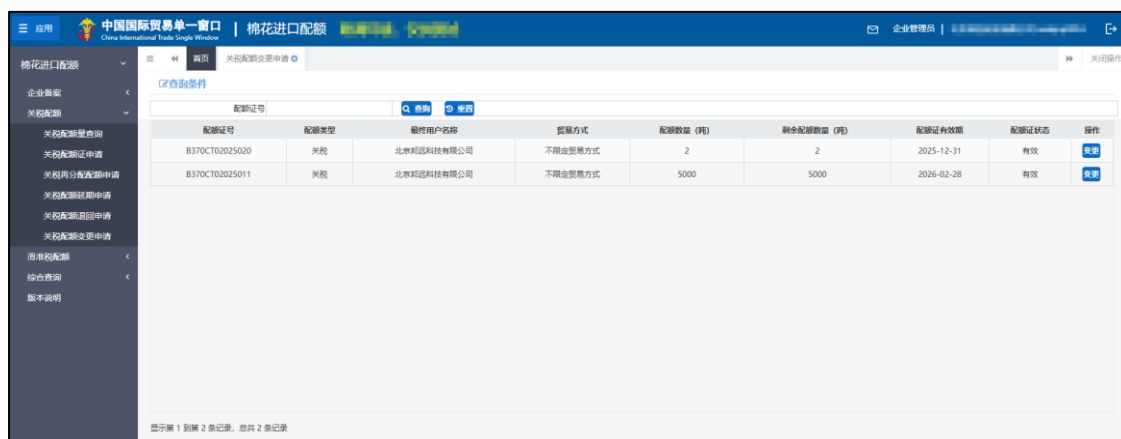 应用 中国国际贸易单一窗口 | 棉花进口配额 企业管理员 |
China International Trade Single Window
棉花进口配额 首页 关税配额变更申请 关闭操作
企业备案
关税配额
关税配额量查询
关税配额证申请
关税再分配配额申请
关税配额延期申请
关税配额退回申请
关税配额变更申请
滑准税配额
综合查询
版本说明
查询条件
配额证号 查询 重置
配额证号 配额类型 最终用户名称 贸易方式 配额数量（吨） 剩余配额数量（吨） 配额证有效期 配额证状态 操作
B370CT02025020 关税 北京邦远科技有限公司 不限定贸易方式 2 2 2025-12-31 有效 变更
B370CT02025011 关税 北京邦远科技有限公司 不限定贸易方式 5000 5000 2026-02-28 有效 变更
显示第 1 到第 2 条记录，总共 2 条记录